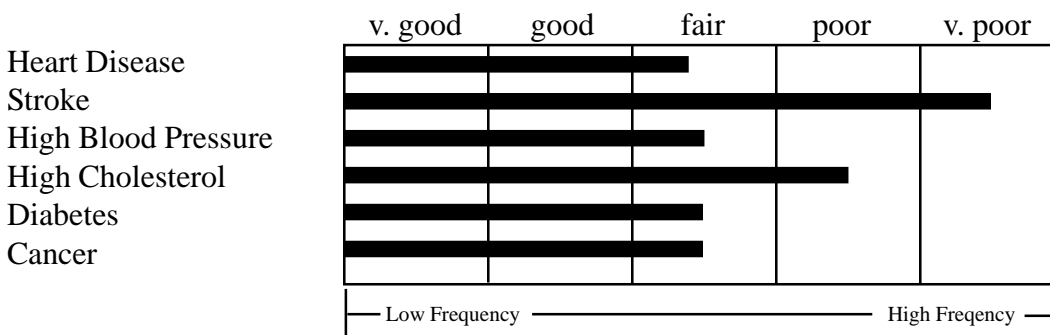 v. good good fair poor v. poor
Heart Disease
Stroke
High Blood Pressure
High Cholesterol
Diabetes
Cancer
Low Frequency High Freqency